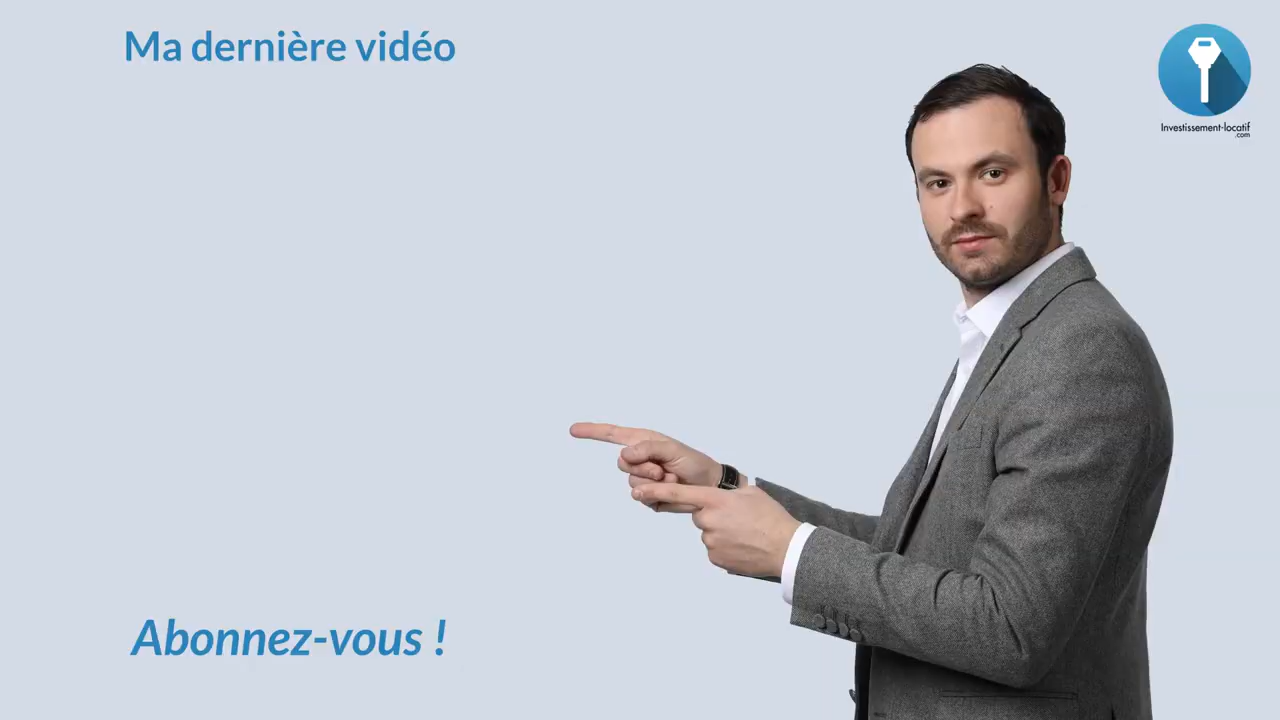 Ma dernière vidéo
Investissement-locatif
.com
Abonnez-vous !